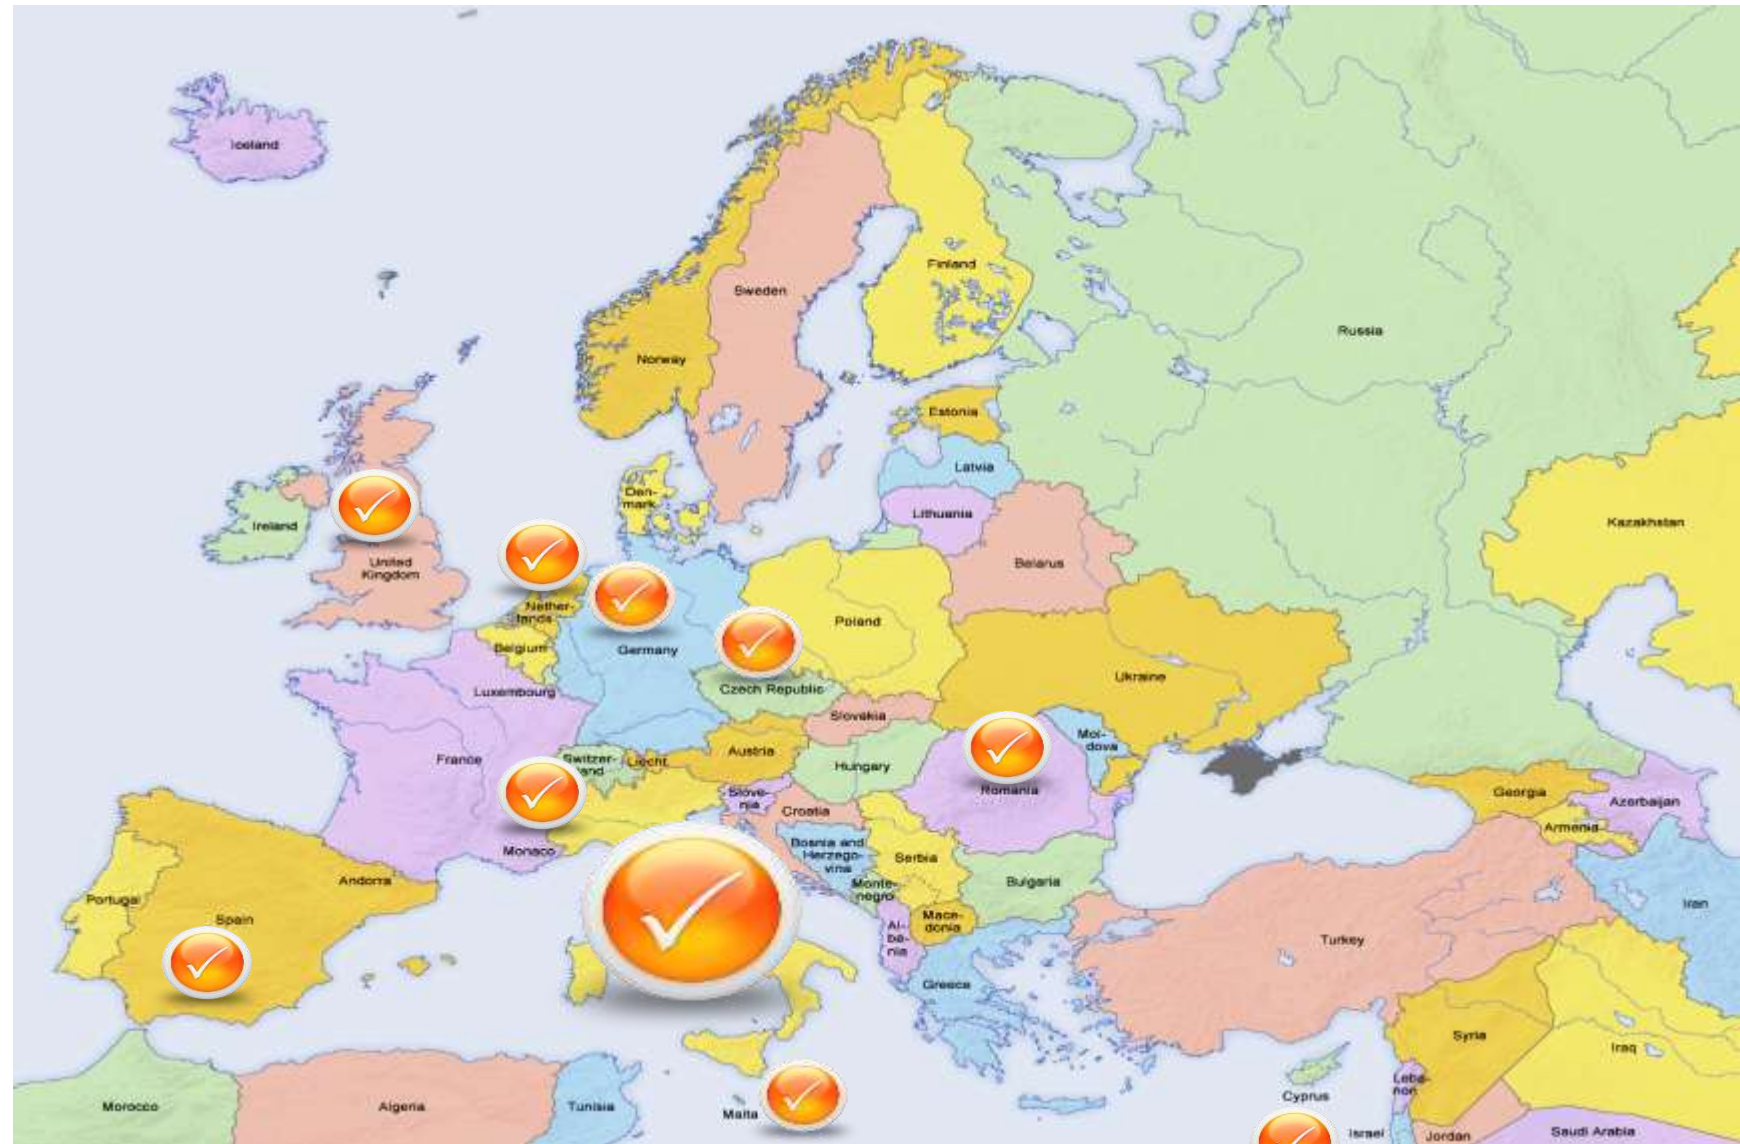 Iceland
Finland
Sweden
Russia
Norway
Estonia
Latvia
Den-
mark
Lithuania
Kazakhstan
Ireland
United
Kingdom
Belarus
Nether-
lands
Poland
Belgium
Germany
Ukraine
Luxembourg
Czech Republic
Slovakia
Mol-
dova
France
Switzer-
land
Liecht.
Austria
Hungary
Romania
Slove-
nia
Croatia
Georgia
Azerbaijan
Armenia
Monaco
Bosnia and
Herzego-
vina
Serbia
Andorra
Monte-
negro
Bulgaria
Portugal
Spain
Al-
ba-
nia
Mace-
donia
Iran
Turkey
Greece
Syria
Iraq
Leba-
non
Cyprus
Morocco
Algeria
Tunisia
Malta
Israel
Jordan
Saudi Arabia